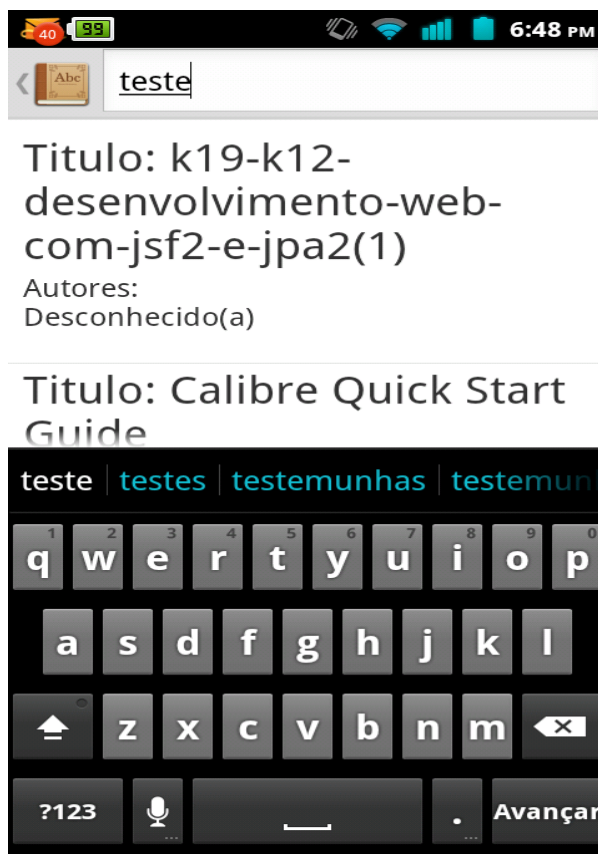 40 99 6:48 PM
Abc teste
Titulo: k19-k12-
desenvolvimento-web-
com-jsf2-e-jpa2(1)
Autores:
Desconhecido(a)
Titulo: Calibre Quick Start
Guide
teste testes testemunhas testemun
1 2 3 4 5 6 7 8 9 0
q w e r t y u i o p
a s d f g h j k l
z x c v b n m
?123 . Avançar